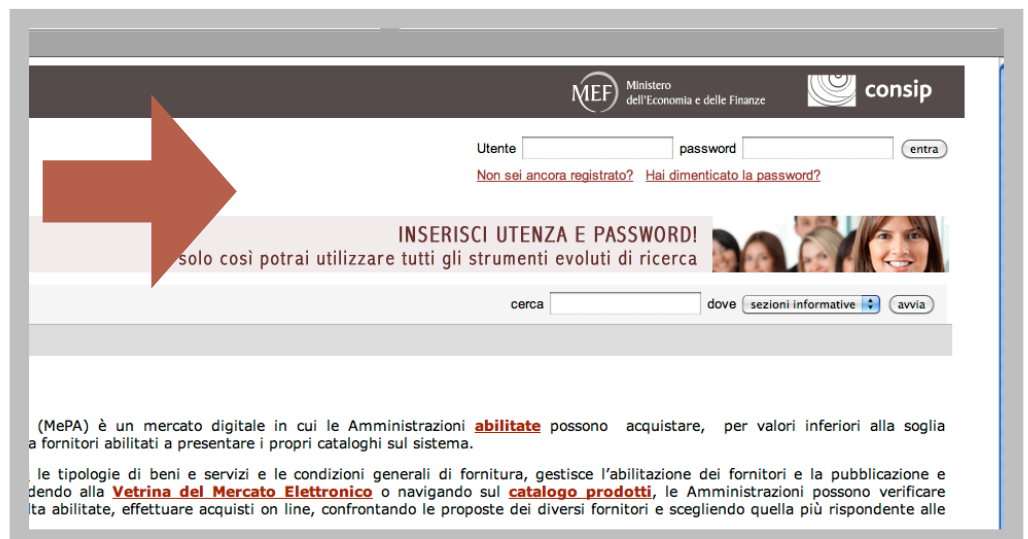 MEF Ministero
dell'Economia e delle Finanze
consip
Utente password entra
Non sei ancora registrato? Hai dimenticato la password?
INSERISCI UTENZA E PASSWORD!
solo così potrai utilizzare tutti gli strumenti evoluti di ricerca
cerca dove sezioni informative avvia
(MePA) è un mercato digitale in cui le Amministrazioni abilitate possono acquistare, per valori inferiori alla soglia
a fornitori abilitati a presentare i propri cataloghi sul sistema.
, le tipologie di beni e servizi e le condizioni generali di fornitura, gestisce l'abilitazione dei fornitori e la pubblicazione e
dendo alla Vetrina del Mercato Elettronico o navigando sul catalogo prodotti, le Amministrazioni possono verificare
lta abilitate, effettuare acquisti on line, confrontando le proposte dei diversi fornitori e scegliendo quella più rispondente alle